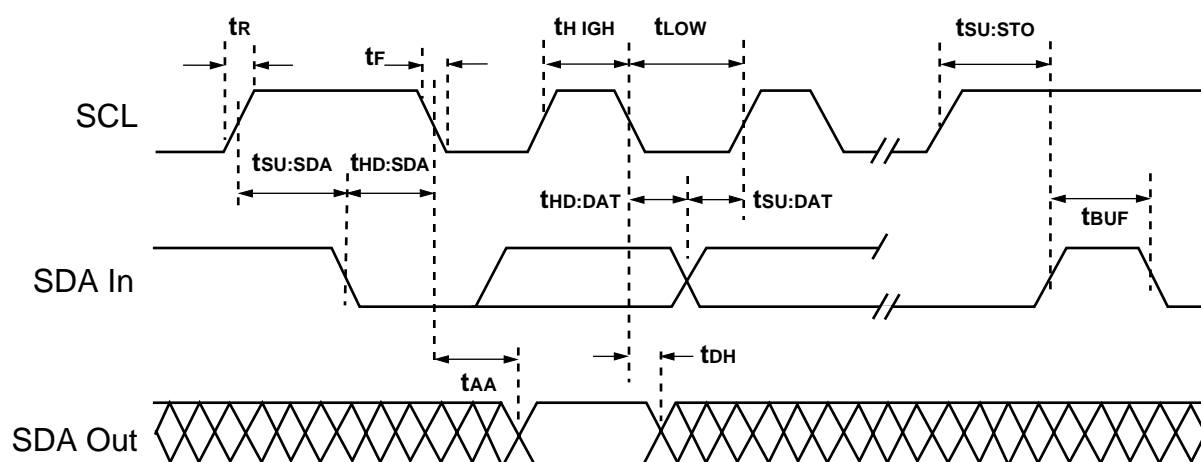 tR
tF
tH IGH
tLOW
tSU:STO
SCL
tSU:SDA
tHD:SDA
tHD:DAT
tSU:DAT
tBUF
SDA In
tAA
tDH
SDA Out